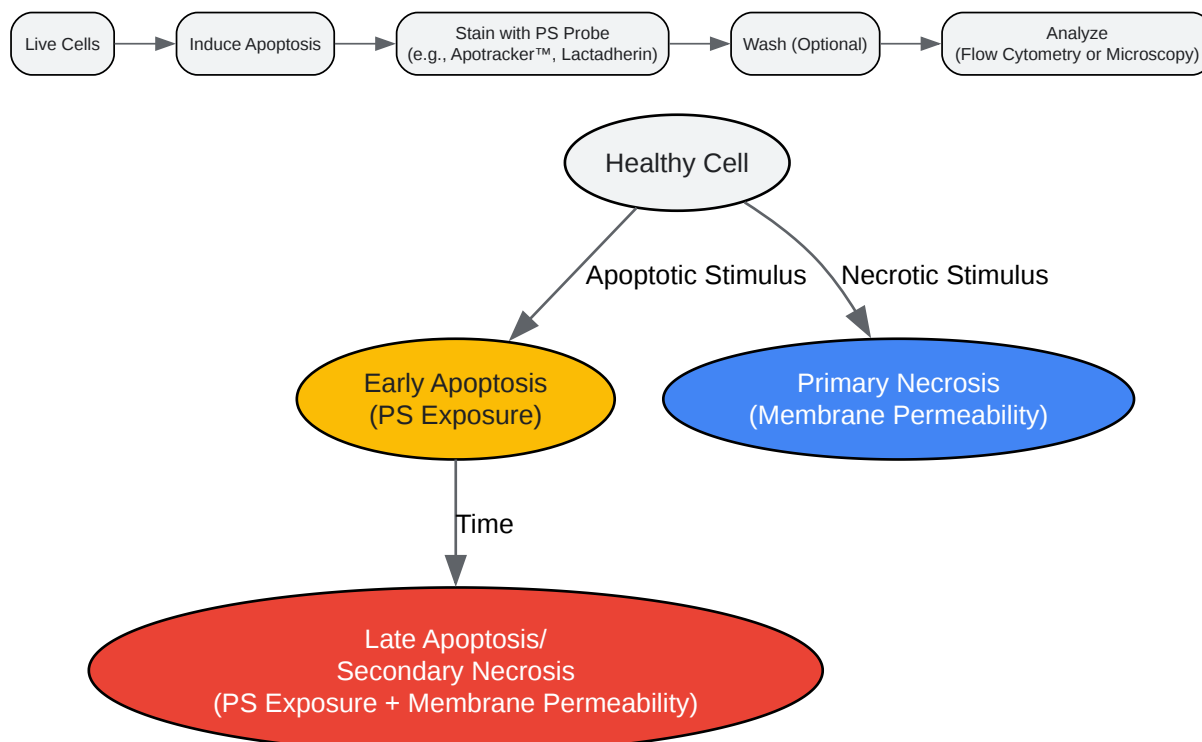 Live Cells
Induce Apoptosis
Stain with PS Probe
(e.g., Apotracker™, Lactadherin)
Wash (Optional)
Analyze
(Flow Cytometry or Microscopy)
Healthy Cell
Apoptotic Stimulus
Necrotic Stimulus
Early Apoptosis
(PS Exposure)
Primary Necrosis
(Membrane Permeability)
Time
Late Apoptosis/
Secondary Necrosis
(PS Exposure + Membrane Permeability)